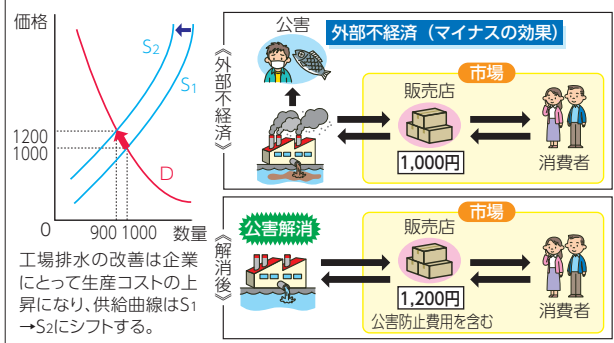 価格
S2
S1
1200
1000
D
O
900
1000
数量
工場排水の改善は企業
にとって生産コストの上
昇になり、供給曲線はS1
→S2にシフトする。
《外部不経済》
公害
外部不経済（マイナスの効果）
市場
販売店
1,000円
消費者
《解消後》
公害解消
市場
販売店
1,200円
公害防止費用を含む
消費者